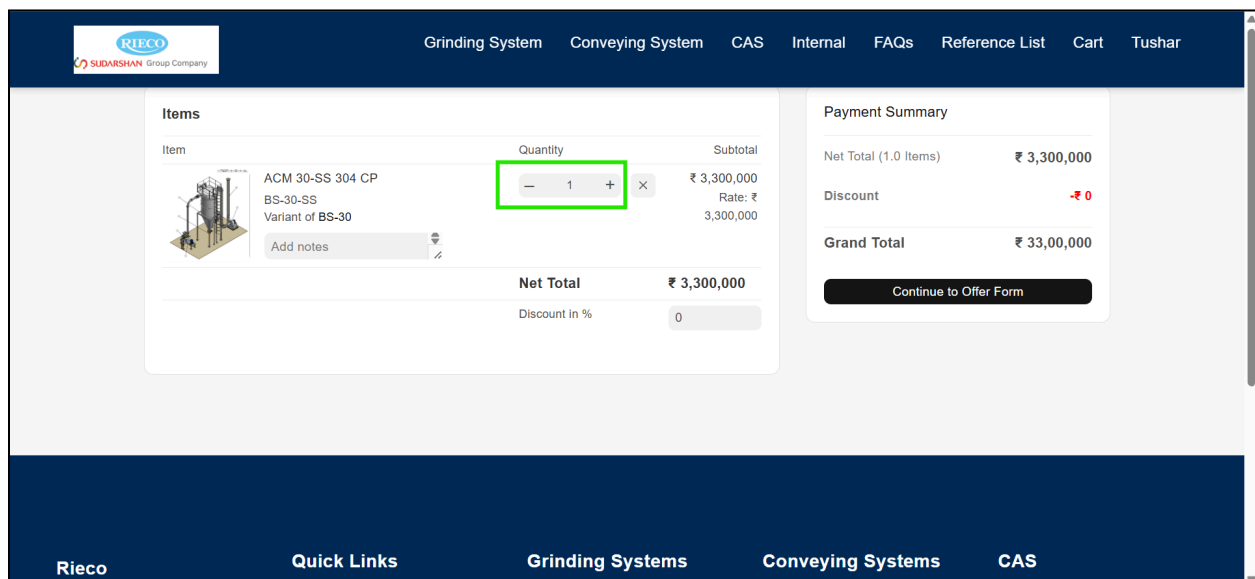 RIECO
SUDARSHAN Group Company
Grinding System Conveying System CAS Internal FAQs Reference List Cart Tushar
Items
Item Quantity Subtotal
ACM 30-SS 304 CP
BS-30-SS
Variant of BS-30
Add notes
– 1 + ×
₹ 3,300,000
Rate: ₹
3,300,000
Net Total ₹ 3,300,000
Discount in % 0
Payment Summary
Net Total (1.0 Items) ₹ 3,300,000
Discount -₹ 0
Grand Total ₹ 33,00,000
Continue to Offer Form
Rieco Quick Links Grinding Systems Conveying Systems CAS